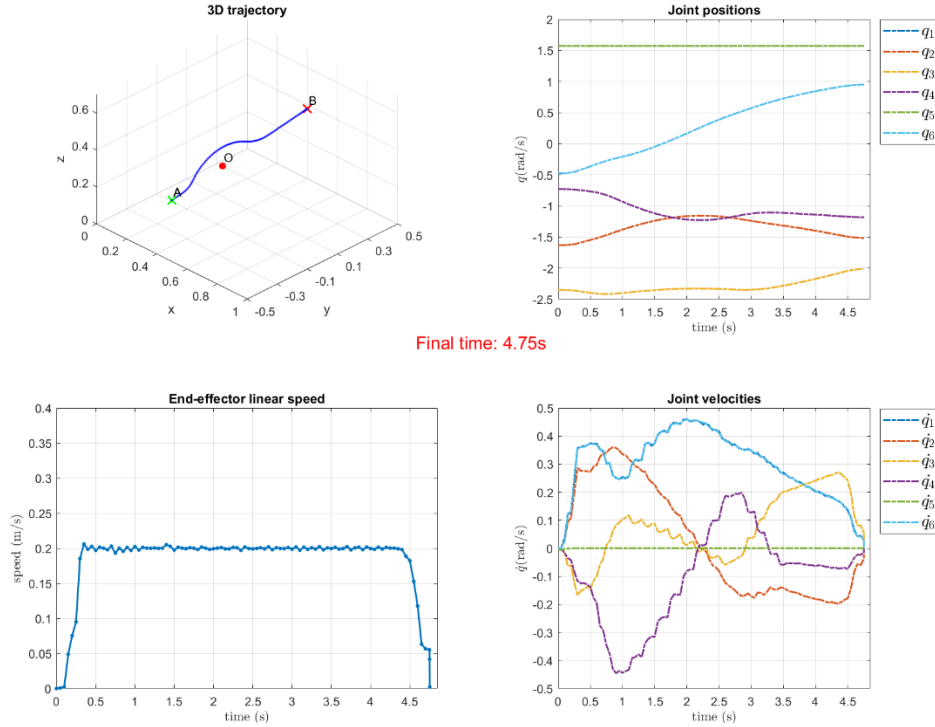 3D trajectory
z
0.6
0.4
0.2
0
0
0.2
0.4
0.6
0.8
1
x
-0.5
-0.3
-0.1
0.1
0.3
0.5
y
A
O
B
Joint positions
q(rad/s)
2
1.5
1
0.5
0
-0.5
-1
-1.5
-2
-2.5
0 0.5 1 1.5 2 2.5 3 3.5 4 4.5
time (s)
q1
q2
q3
q4
q5
q6
Final time: 4.75s
End-effector linear speed
speed (m/s)
0.4
0.35
0.3
0.25
0.2
0.15
0.1
0.05
0
0 0.5 1.0 1.5 2.0 2.5 3.0 3.5 4.0 4.5
time (s)
Joint velocities
q̇(rad/s)
0.5
0.4
0.3
0.2
0.1
0
-0.1
-0.2
-0.3
-0.4
-0.5
0 0.5 1 1.5 2 2.5 3 3.5 4 4.5
time (s)
q̇1
q̇2
q̇3
q̇4
q̇5
q̇6